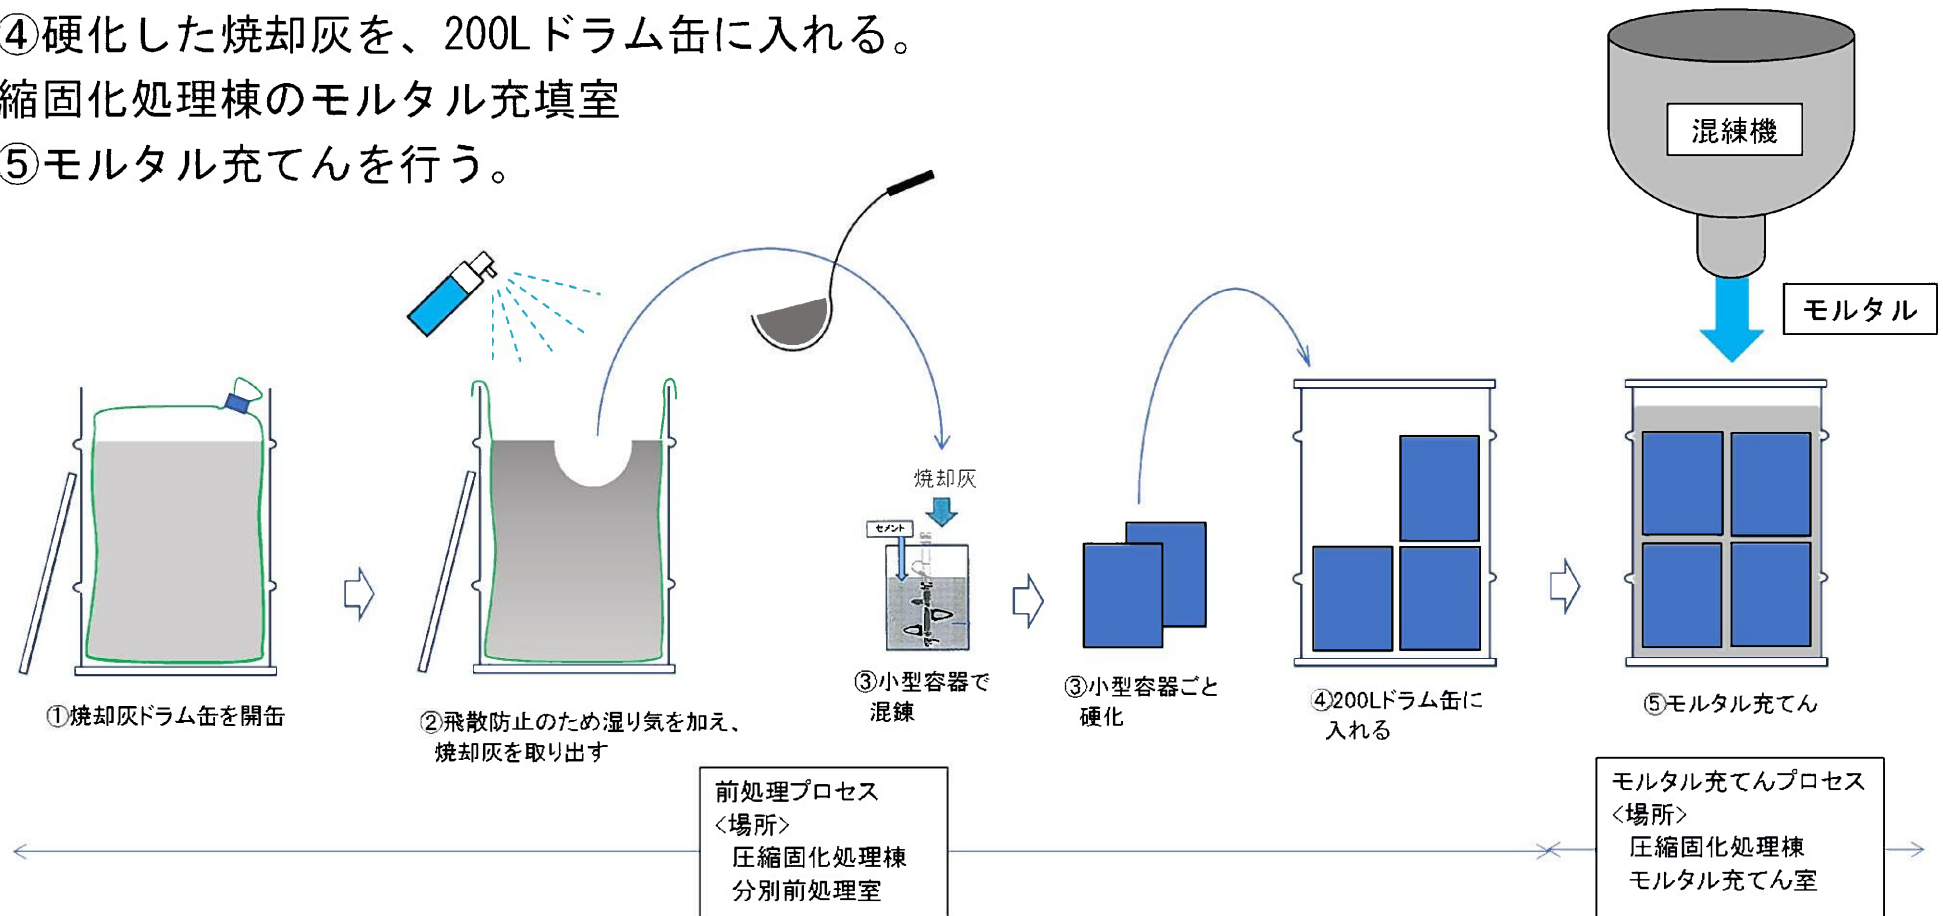 ④硬化した焼却灰を、200Lドラム缶に入れる。
縮固化処理棟のモルタル充填室
⑤モルタル充てんを行う。
混練機
モルタル
焼却灰
セメント
①焼却灰ドラム缶を開缶
②飛散防止のため湿り気を加え、
焼却灰を取り出す
③小型容器で
混錬
③小型容器ごと
硬化
④200Lドラム缶に
入れる
⑤モルタル充てん
前処理プロセス
<場所>
圧縮固化処理棟
分別前処理室
モルタル充てんプロセス
<場所>
圧縮固化処理棟
モルタル充てん室